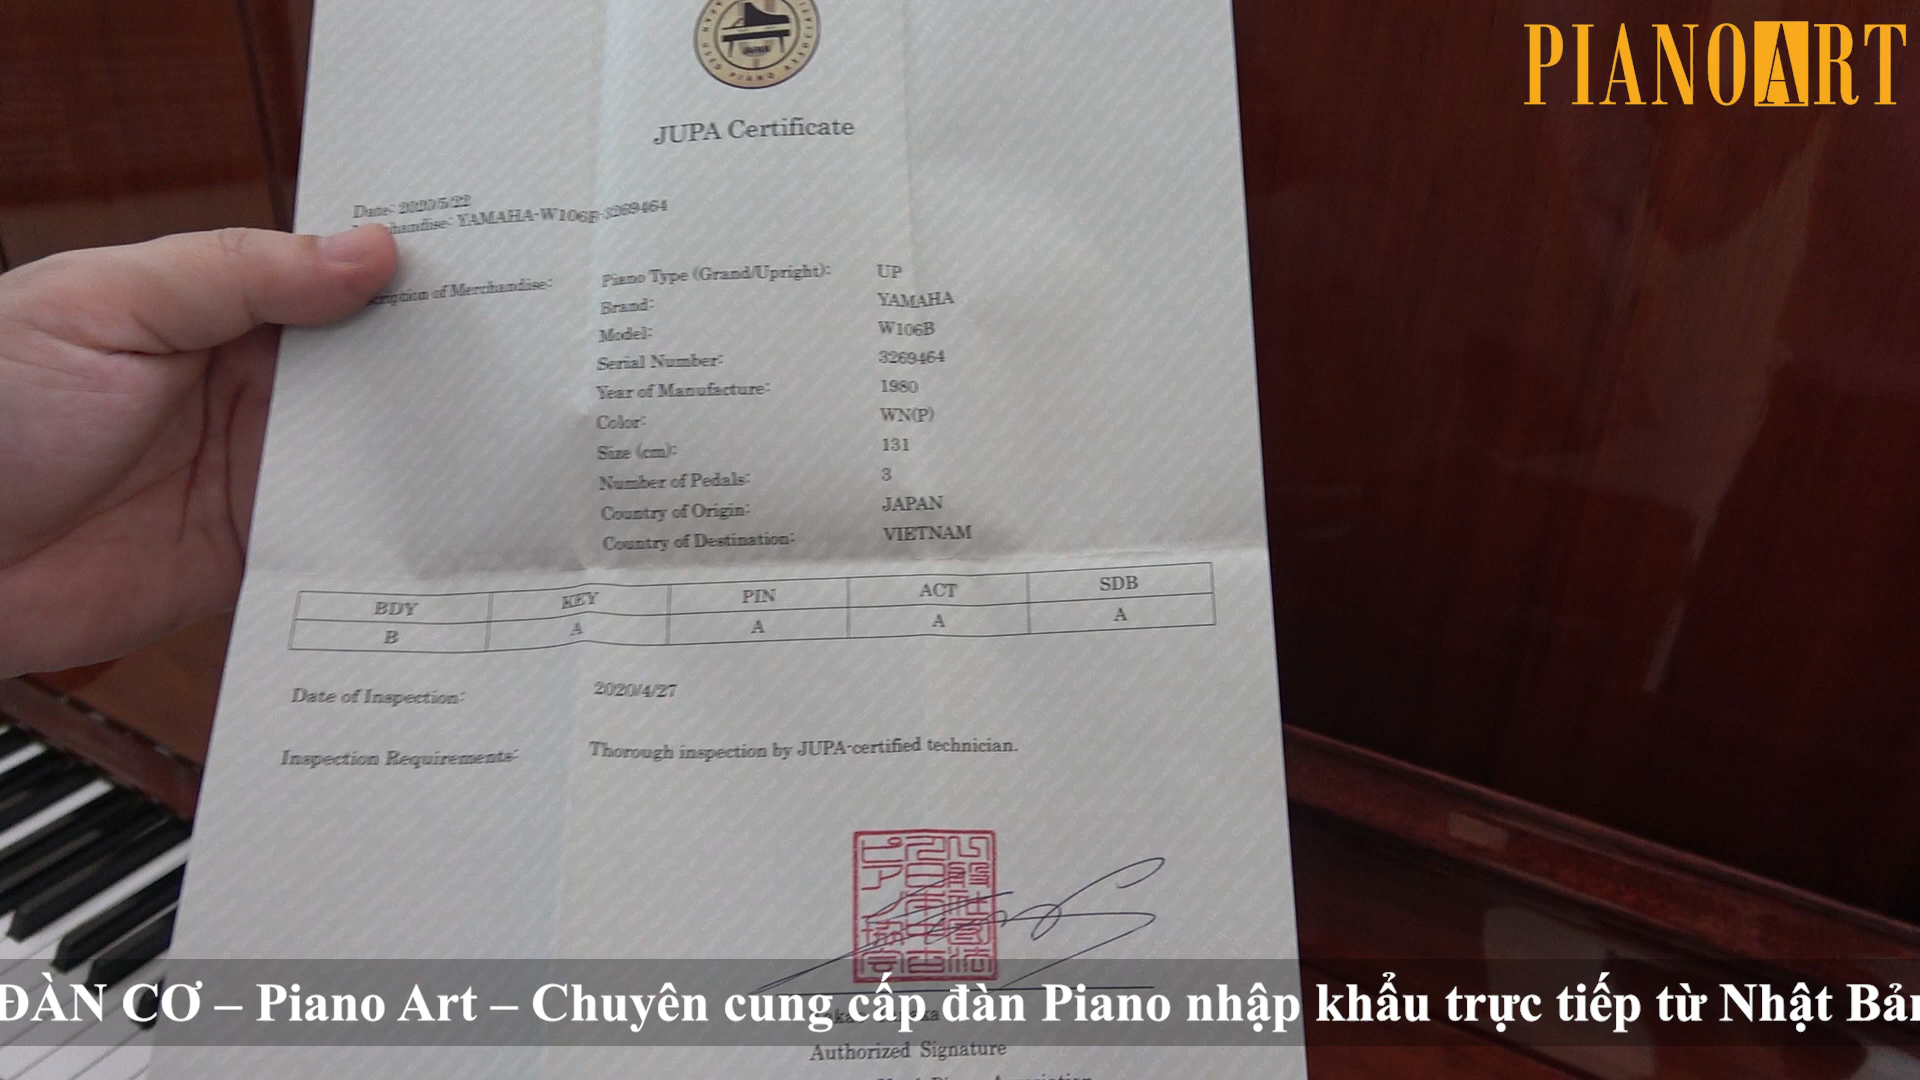 PIANOART
USED PIANO ASSOCIATION
JUPA Certificate
Date: 2020/5/22
YAMAHA-W106B-3269464
of Merchandise:
Piano Type (Grand/Upright): UP
Brand: YAMAHA
Model: W106B
Serial Number: 3269464
Year of Manufacture: 1980
Color: WN(P)
Size (cm): 131
Number of Pedals: 3
Country of Origin: JAPAN
Country of Destination: VIETNAM
BDY KEY PIN ACT SDB
B A A A A
Date of Inspection: 2020/4/27
Inspection Requirements: Thorough inspection by JUPA-certified technician.
ĐÀN CƠ – Piano Art – Chuyên cung cấp đàn Piano nhập khẩu trực tiếp từ Nhật Bản
Authorized Signature